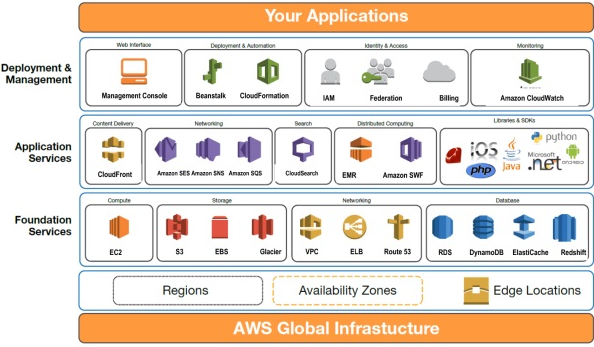 Your Applications
Deployment &
Management
Web Interface
Deployment & Automation
Identity & Access
Monitoring
Management Console
Beanstalk
CloudFormation
IAM
Federation
Billing
Amazon CloudWatch
Application
Services
Content Delivery
Networking
Search
Distributed Computing
Libraries & SDKs
CloudFront
Amazon SES
Amazon SNS
Amazon SQS
CloudSearch
EMR
Amazon SWF
iOS
php
Java
python
Microsoft
.net
ANDROID
Foundation
Services
Compute
Storage
Networking
Database
EC2
S3
EBS
Glacier
VPC
ELB
Route 53
RDS
DynamoDB
ElastiCache
Redshift
Regions
Availability Zones
Edge Locations
AWS Global Infrastucture